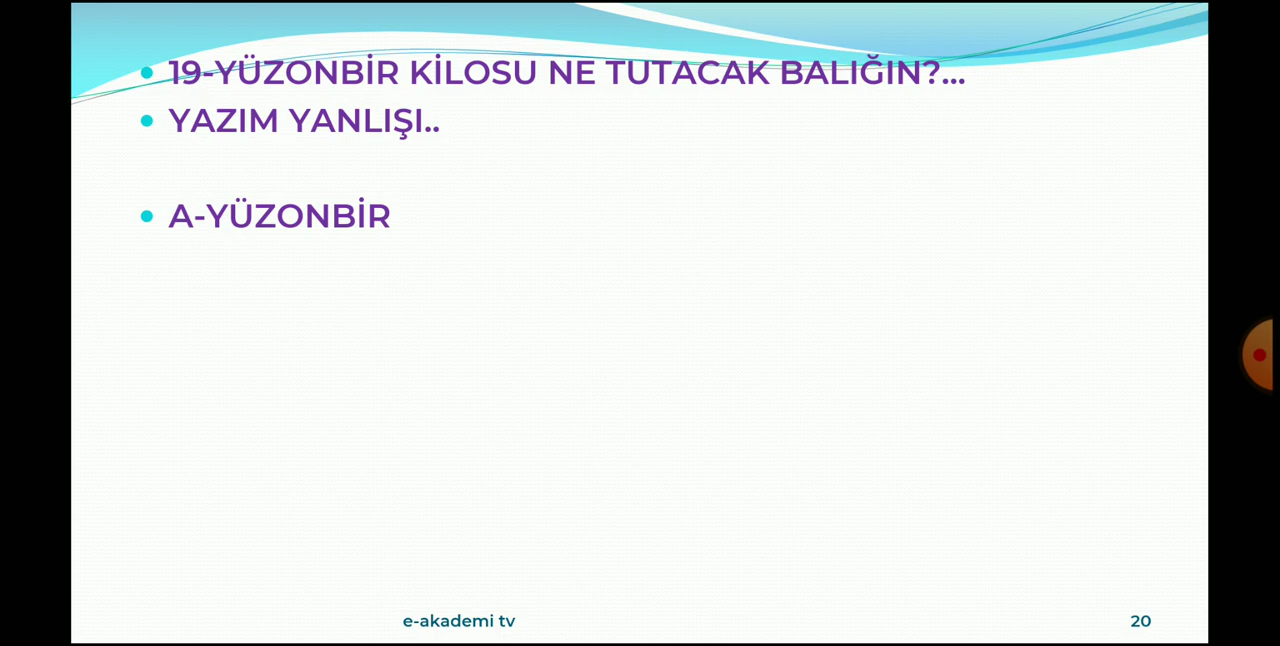 19-YÜZONBİR KİLOSU NE TUTACAK BALIĞIN?...
YAZIM YANLIŞI..
A-YÜZONBİR
e-akademi tv
20